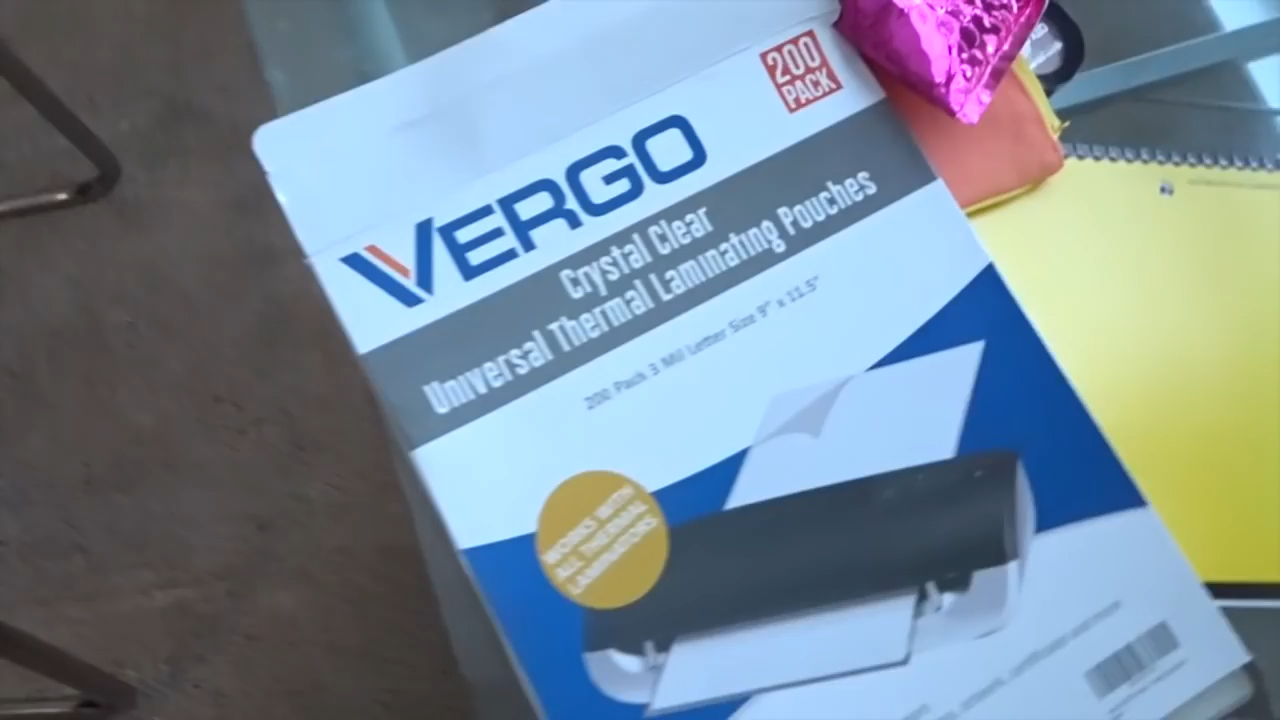 200
PACK
VERGO
Crystal Clear
Universal Thermal Laminating Pouches
200 Pack 3 Mil Letter Size 9" x 11.5"
WORKS WITH
ALL THERMAL
LAMINATORS